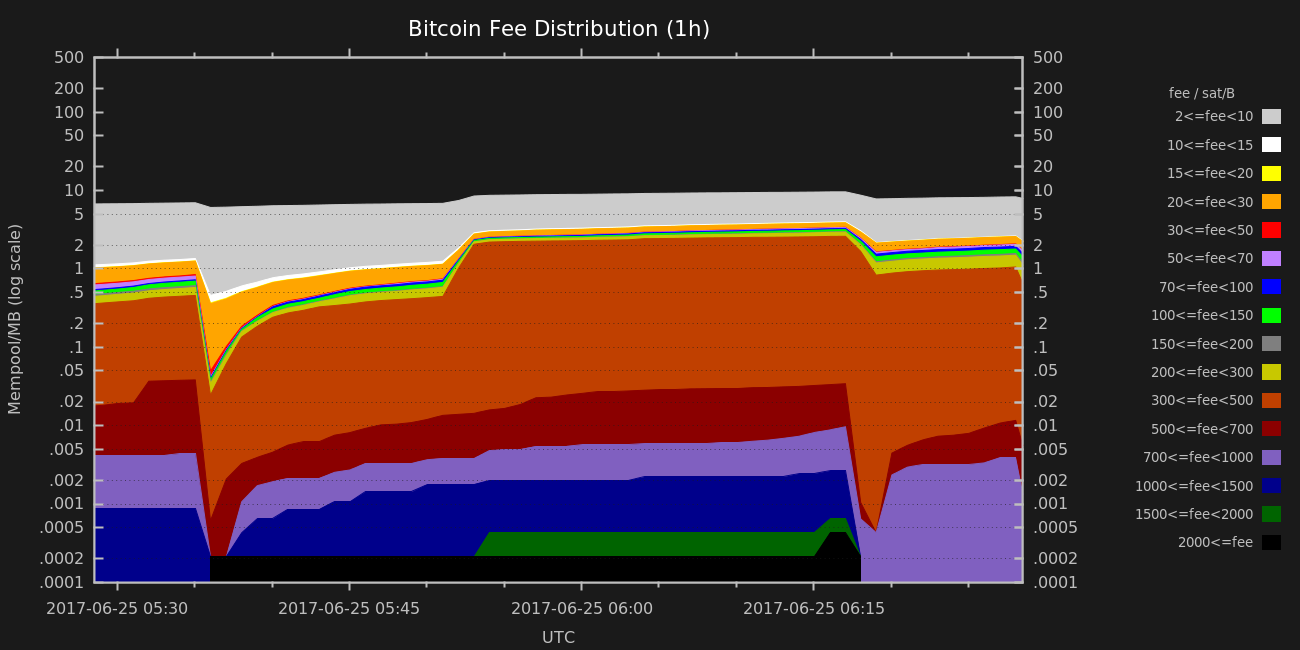 Bitcoin Fee Distribution (1h)
500
200
100
50
20
10
5
2
1
.5
.2
.1
.05
.02
.01
.005
.002
.001
.0005
.0002
.0001
Mempool/MB (log scale)
500
200
100
50
20
10
5
2
1
.5
.2
.1
.05
.02
.01
.005
.002
.001
.0005
.0002
.0001
2017-06-25 05:30
2017-06-25 05:45
2017-06-25 06:00
2017-06-25 06:15
UTC
fee / sat/B
2<=fee<10
10<=fee<15
15<=fee<20
20<=fee<30
30<=fee<50
50<=fee<70
70<=fee<100
100<=fee<150
150<=fee<200
200<=fee<300
300<=fee<500
500<=fee<700
700<=fee<1000
1000<=fee<1500
1500<=fee<2000
2000<=fee